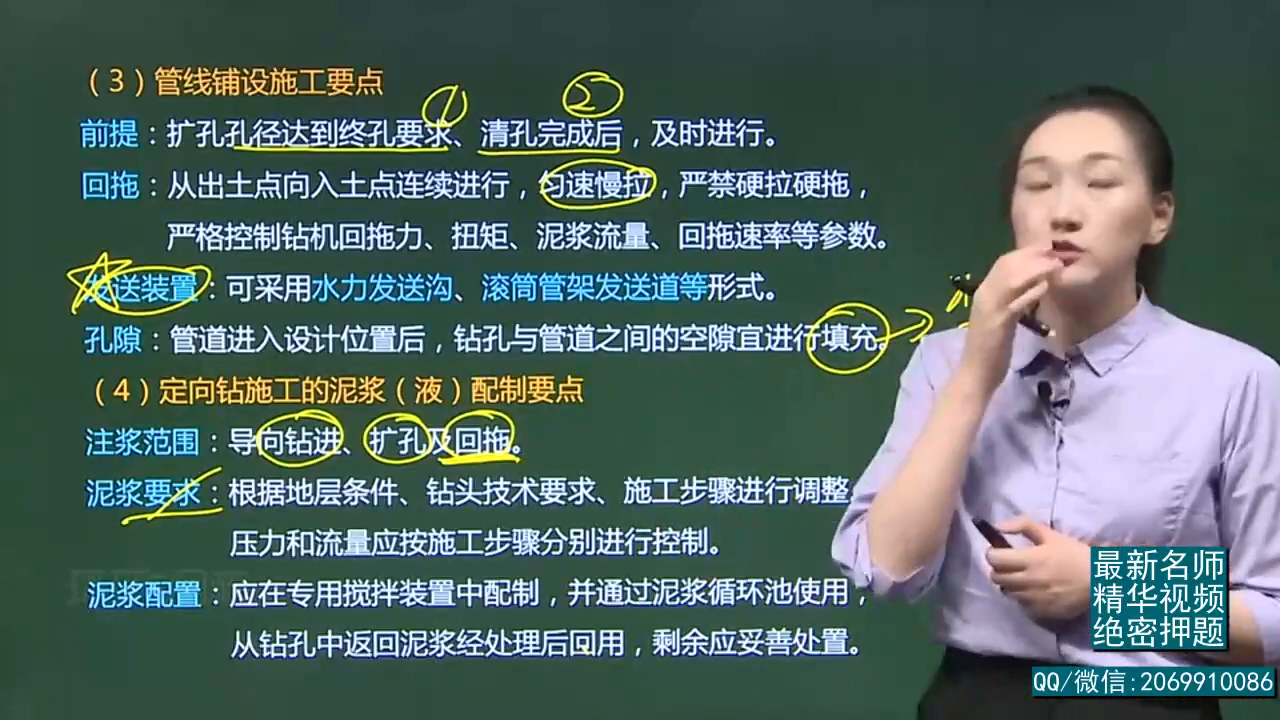 （3）管线铺设施工要点
前提：扩孔孔径达到终孔要求、清孔完成后，及时进行。
回拖：从出土点向入土点连续进行，匀速慢拉，严禁硬拉硬拖，
严格控制钻机回拖力、扭矩、泥浆流量、回拖速率等参数。
发送装置：可采用水力发送沟、滚筒管架发送道等形式。
孔隙：管道进入设计位置后，钻孔与管道之间的空隙宜进行填充。
（4）定向钻施工的泥浆（液）配制要点
注浆范围：导向钻进、扩孔及回拖。
泥浆要求：根据地层条件、钻头技术要求、施工步骤进行调整。
压力和流量应按施工步骤分别进行控制。
泥浆配置：应在专用搅拌装置中配制，并通过泥浆循环池使用，
从钻孔中返回泥浆经处理后回用，剩余应妥善处置。
①
②
最新名师
精华视频
绝密押题
QQ/微信:2069910086